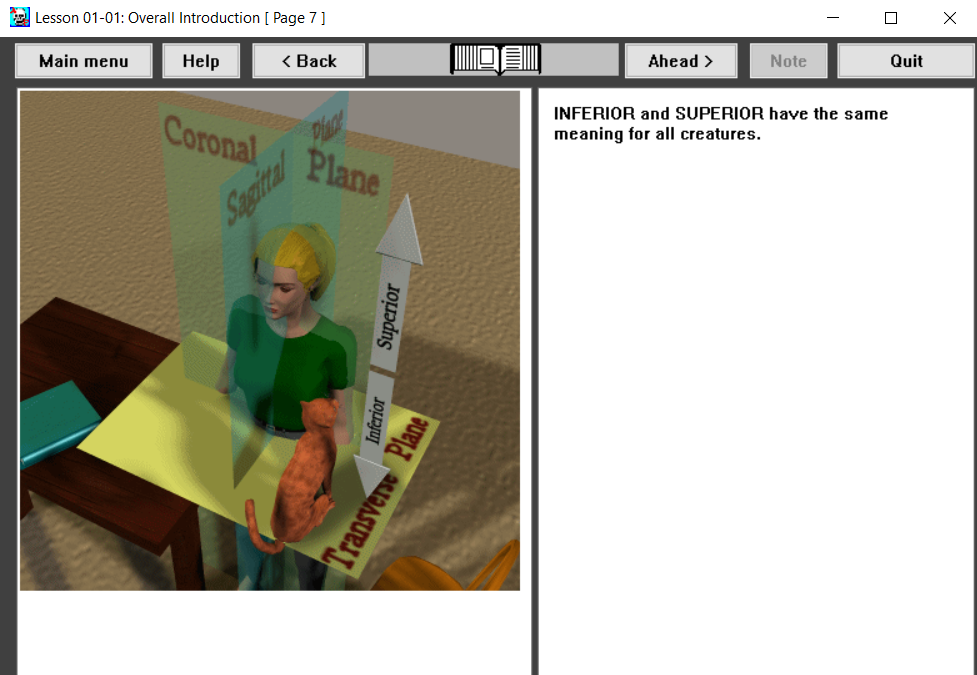 Lesson 01-01: Overall Introduction [ Page 7 ]
Main menu
Help
< Back
Ahead >
Note
Quit
Coronal
Plane
Sagittal
Plane
Superior
Inferior
Transverse Plane
INFERIOR and SUPERIOR have the same
meaning for all creatures.